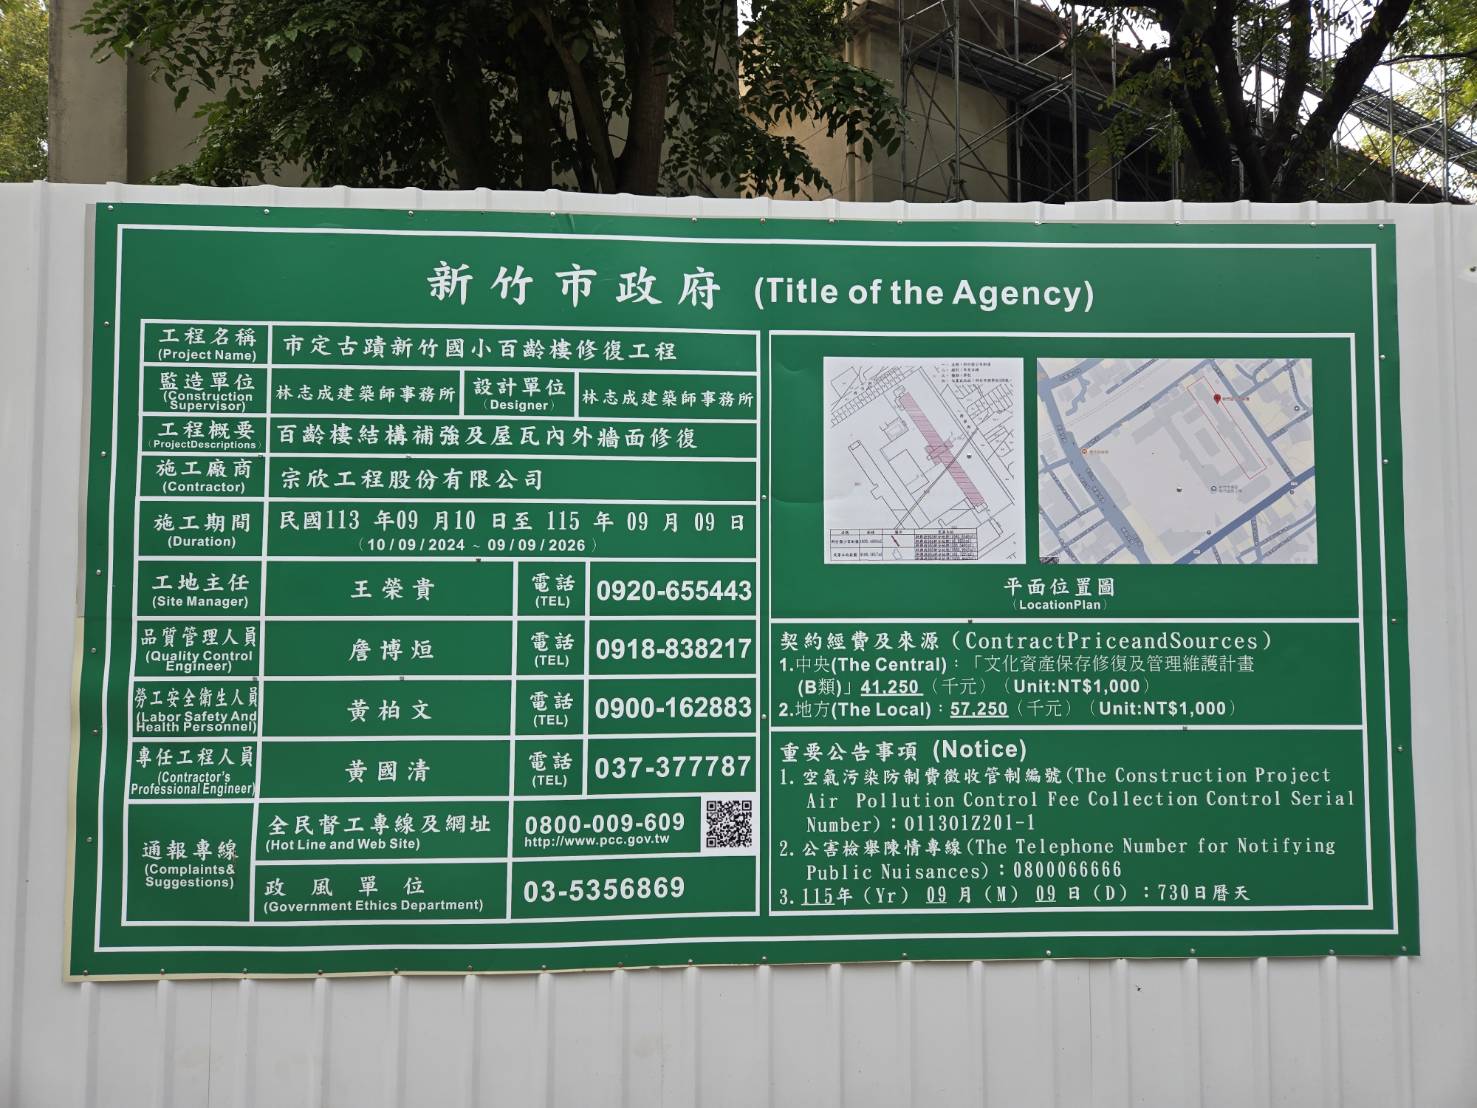 新竹市政府 (Title of the Agency)
工程名稱 (Project Name)
市定古蹟新竹國小百齡樓修復工程
監造單位 (Construction Supervisor)
林志成建築師事務所
設計單位 (Designer)
林志成建築師事務所
工程概要 (ProjectDescriptions)
百齡樓結構補強及屋瓦內外牆面修復
施工廠商 (Contractor)
宗欣工程股份有限公司
施工期間 (Duration)
民國113 年09 月10 日至 115 年 09 月 09 日
(10/09/2024 ~ 09/09/2026)
工地主任 (Site Manager)
王榮貴
電話 (TEL)
0920-655443
品質管理人員 (Quality Control Engineer)
詹博烜
電話 (TEL)
0918-838217
勞工安全衛生人員 (Labor Safety And Health Personnel)
黃柏文
電話 (TEL)
0900-162883
專任工程人員 (Contractor's Professional Engineer)
黃國清
電話 (TEL)
037-377787
通報專線 (Complaints& Suggestions)
全民督工專線及網址
(Hot Line and Web Site)
0800-009-609
http://www.pcc.gov.tw
政風單位
(Government Ethics Department)
03-5356869
平面位置圖
(LocationPlan)
契約經費及來源（ContractPriceandSources）
1.中央(The Central)：「文化資產保存修復及管理維護計畫
(B類)」41,250（千元）（Unit:NT$1,000）
2.地方(The Local)：57,250（千元）（Unit:NT$1,000）
重要公告事項 (Notice)
1. 空氣污染防制費徵收管制編號(The Construction Project
Air Pollution Control Fee Collection Control Serial
Number)：011301Z201-1
2. 公害檢舉陳情專線(The Telephone Number for Notifying
Public Nuisances)：0800066666
3. 115年（Yr）09 月（M）09 日（D）：730日曆天